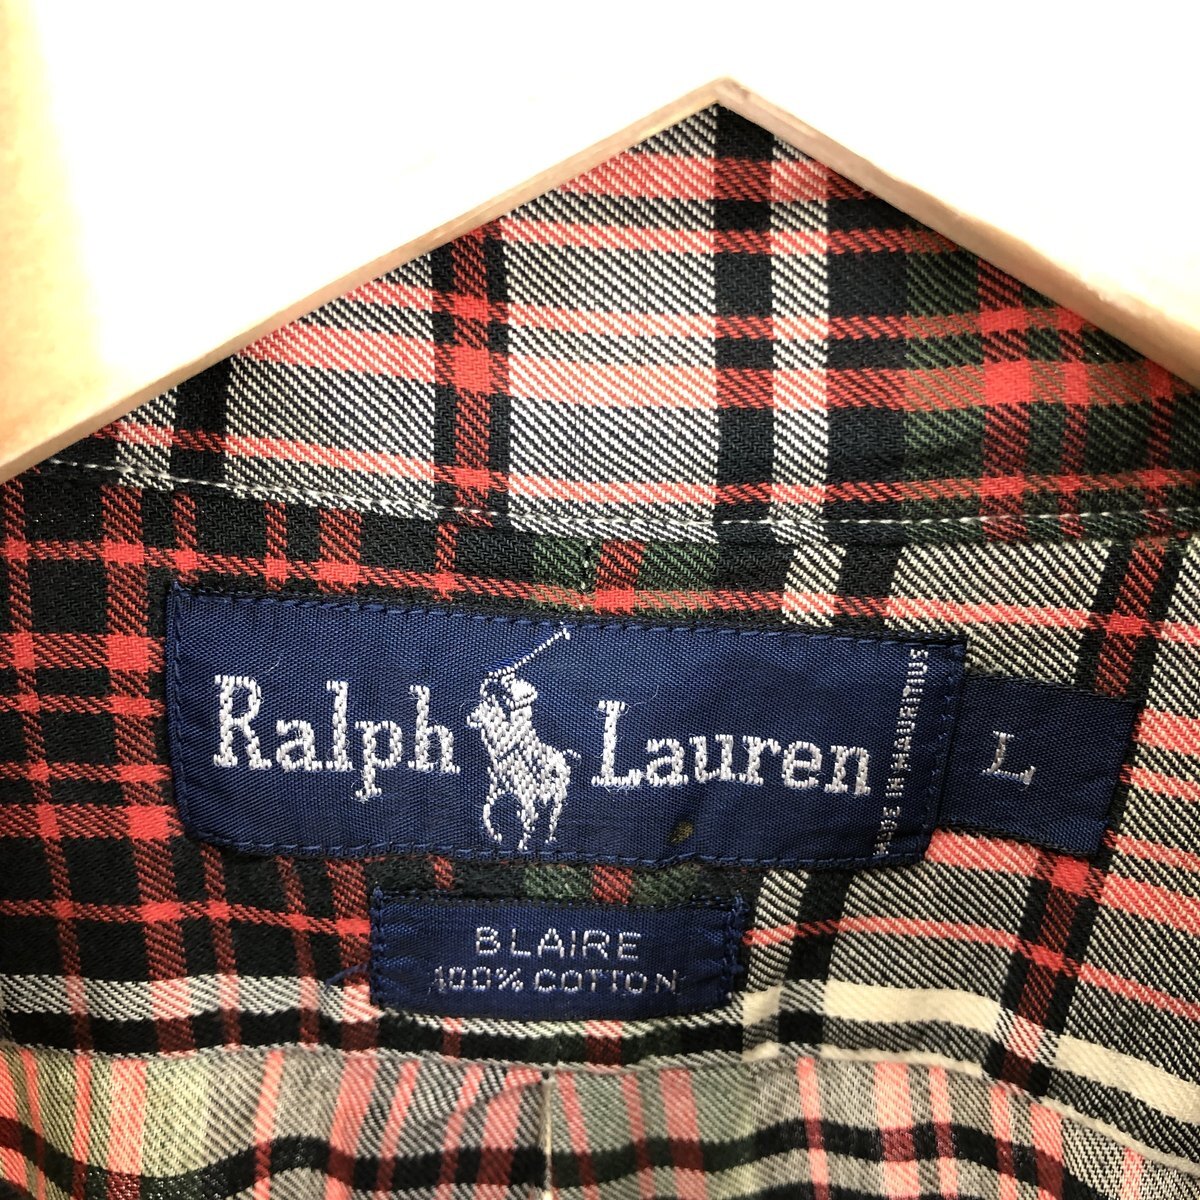 Ralph Lauren
MADE IN MAURITIUS
L
BLAIRE
100% COTTON